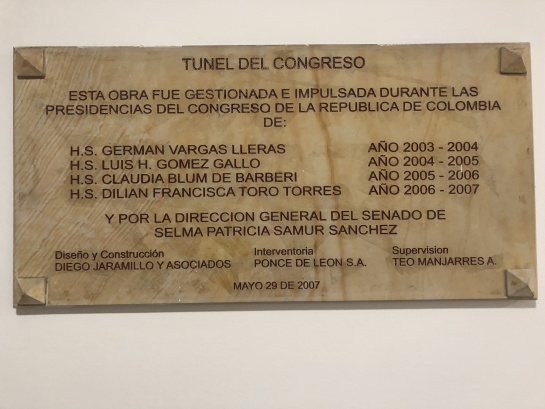 TUNEL DEL CONGRESO
ESTA OBRA FUE GESTIONADA E IMPULSADA DURANTE LAS
PRESIDENCIAS DEL CONGRESO DE LA REPUBLICA DE COLOMBIA
DE:
H.S. GERMAN VARGAS LLERAS AÑO 2003 - 2004
H.S. LUIS H. GOMEZ GALLO AÑO 2004 - 2005
H.S. CLAUDIA BLUM DE BARBERI AÑO 2005 - 2006
H.S. DILIAN FRANCISCA TORO TORRES AÑO 2006 - 2007
Y POR LA DIRECCION GENERAL DEL SENADO DE
SELMA PATRICIA SAMUR SANCHEZ
Diseño y Construcción Interventoria Supervision
DIEGO JARAMILLO Y ASOCIADOS PONCE DE LEON S.A. TEO MANJARRES A.
MAYO 29 DE 2007